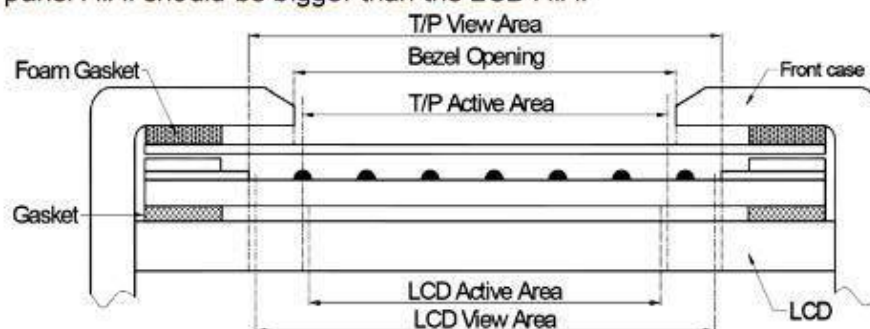 panel A.A. should be bigger than the LCD A.A.
T/P View Area
Bezel Opening
Foam Gasket
Front case
T/P Active Area
Gasket
LCD Active Area
LCD
LCD View Area